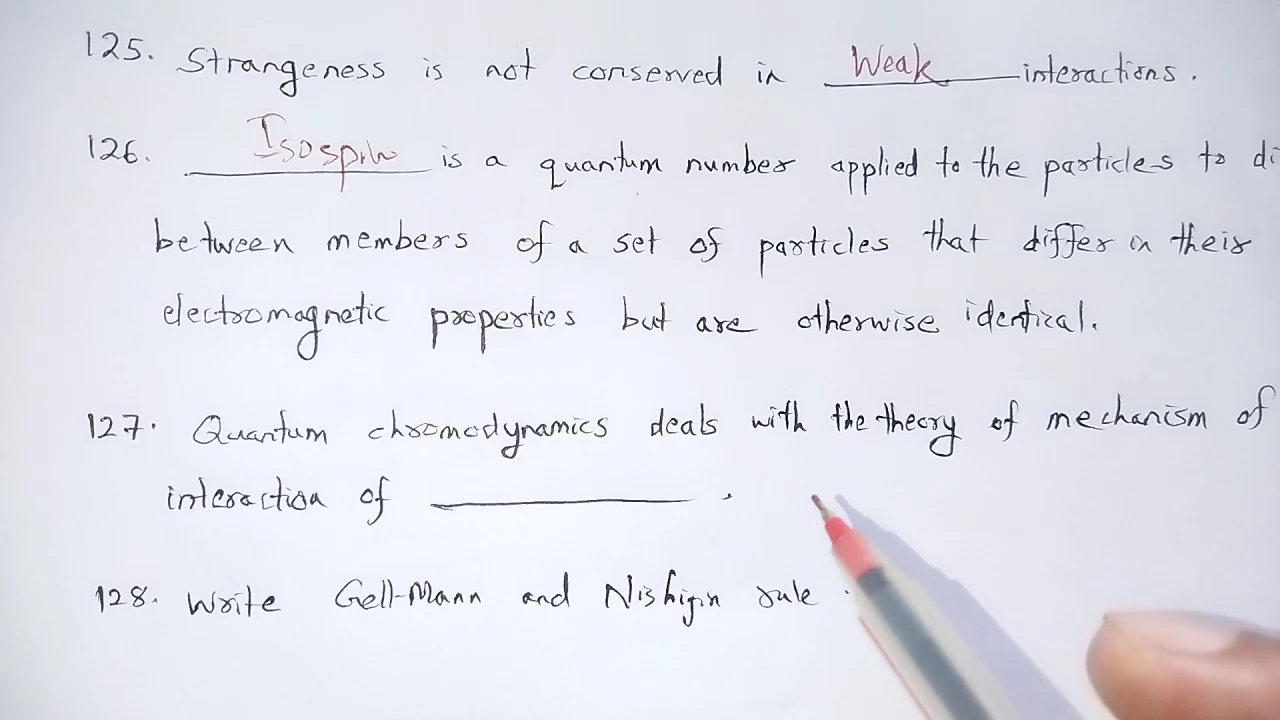 125. Strangeness is not conserved in Weak interactions.
126. Isospin is a quantum number applied to the particles to di
between members of a set of particles that differ in their
electromagnetic properties but are otherwise identical.
127. Quantum chromodynamics deals with the theory of mechanism of
interaction of ________ .
128. Write Gell-Mann and Nishijin rule.